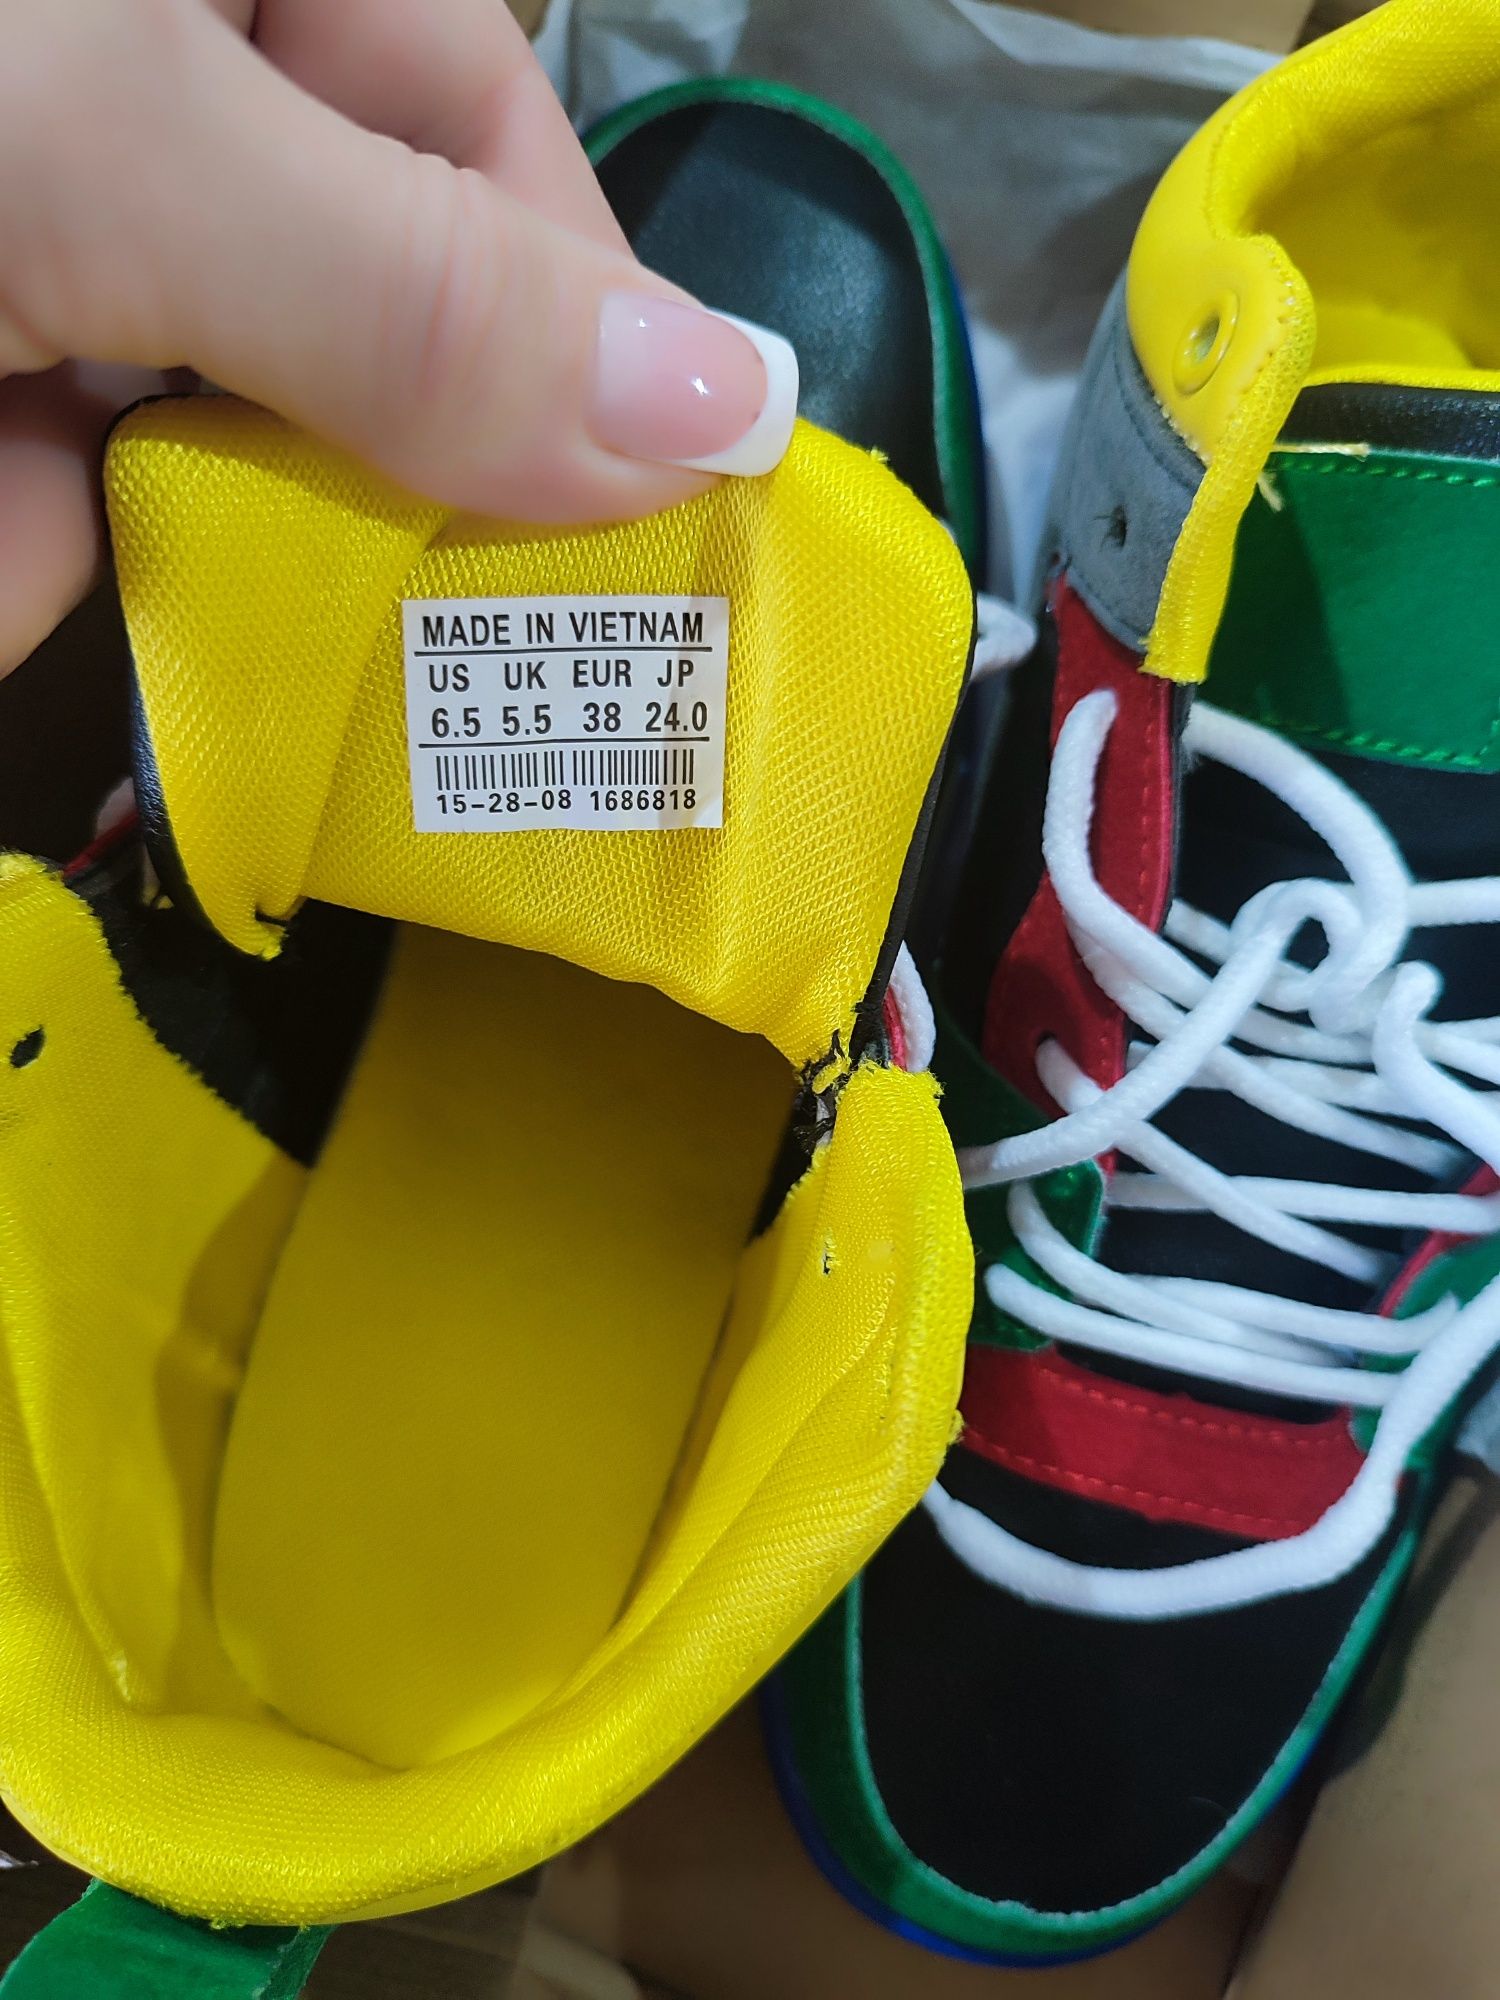 MADE IN VIETNAM
US UK EUR JP
6.5 5.5 38 24.0
15-28-08 1686818